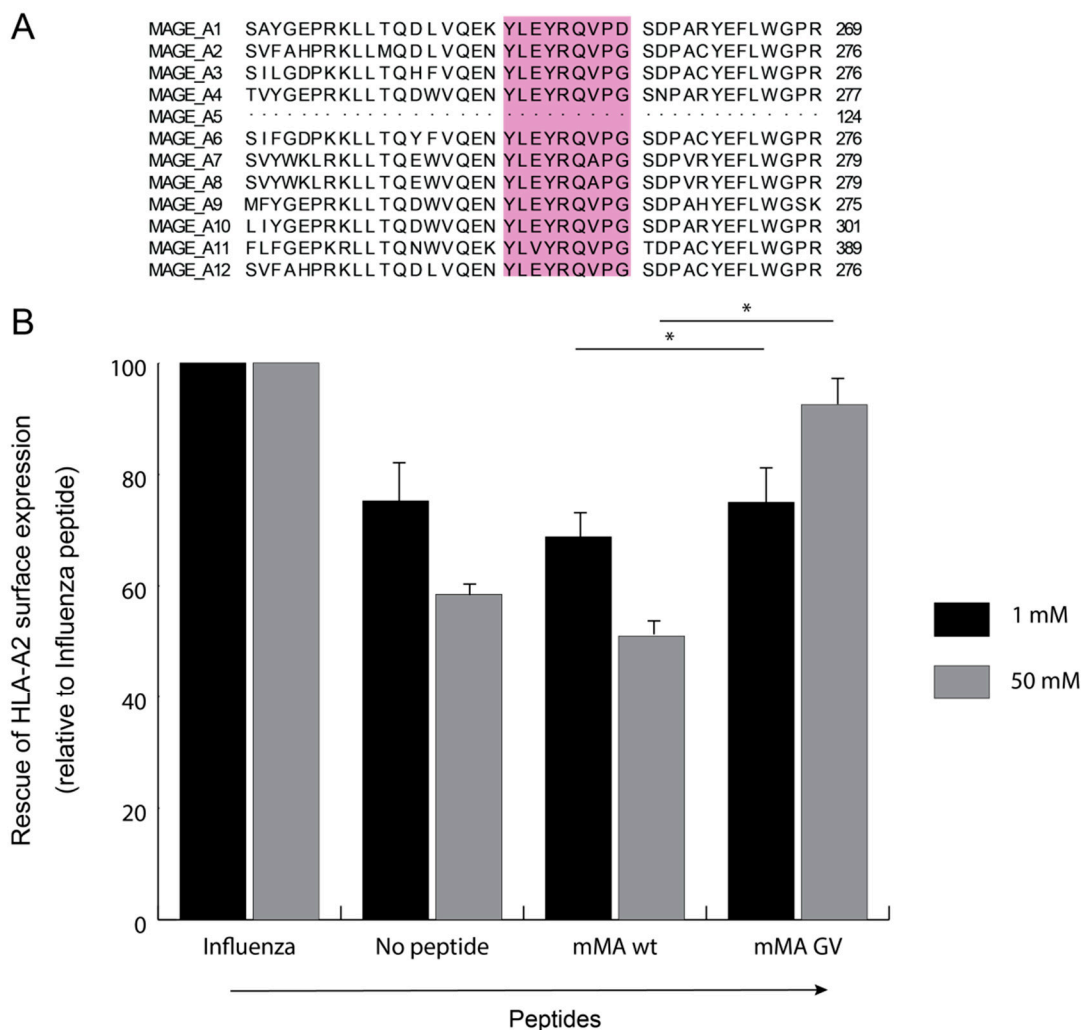 A
MAGE_A1 SAYGEPRKLLTQDLVQEK YLEYRQVPD SDPARYEFLWGPR 269
MAGE_A2 SVFAHPRKLLMQDLVQEN YLEYRQVPG SDPACYEFLWGPR 276
MAGE_A3 SILGDPKKLLTQHFVQEN YLEYRQVPG SDPACYEFLWGPR 276
MAGE_A4 TVYGEPRKLLTQDWVQEN YLEYRQVPG SNPARYEFLWGPR 277
MAGE_A5 ........................................ 124
MAGE_A6 SIFGDPKKLLTQYFVQEN YLEYRQVPG SDPACYEFLWGPR 276
MAGE_A7 SVYWKLRKLLTQEWVQEN YLEYRQAPG SDPVRYEFLWGPR 279
MAGE_A8 SVYWKLRKLLTQEWVQEN YLEYRQAPG SDPVRYEFLWGPR 279
MAGE_A9 MFYGEPRKLLTQDWVQEN YLEYRQVPG SDPAHYEFLWGSK 275
MAGE_A10 LIYGEPRKLLTQDWVQEN YLEYRQVPG SDPARYEFLWGPR 301
MAGE_A11 FLFGEPKRLLTQNWVQEK YLVYRQVPG TDPACYEFLWGPR 389
MAGE_A12 SVFAHPRKLLTQDLVQEN YLEYRQVPG SDPACYEFLWGPR 276
B
*
*
Rescue of HLA-A2 surface expression
(relative to Influenza peptide)
100
80
60
40
20
0
1 mM
50 mM
Influenza No peptide mMA wt mMA GV
Peptides